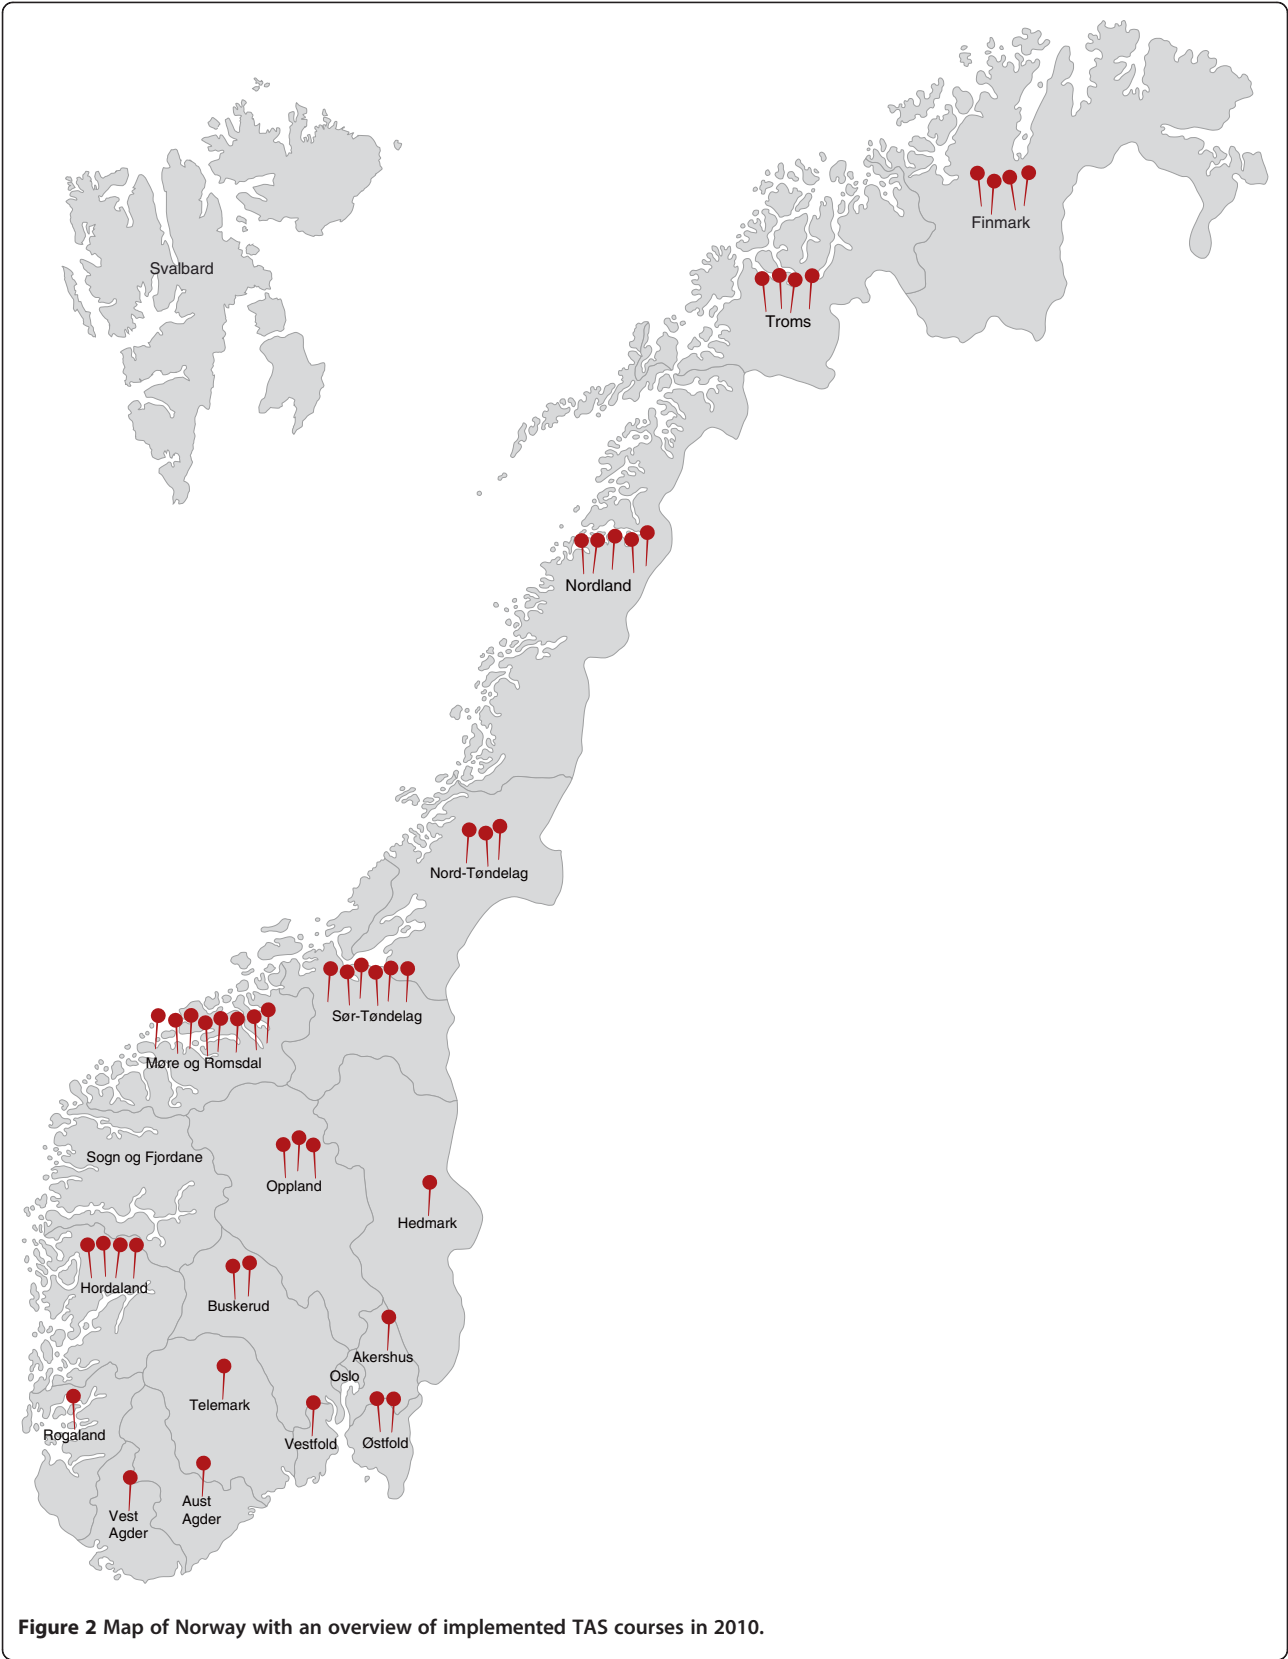 Finmark
Svalbard
Troms
Nordland
Nord-Tøndelag
Sør-Tøndelag
Møre og Romsdal
Sogn og Fjordane
Oppland
Hedmark
Hordaland
Buskerud
Akershus
Oslo
Telemark
Røgaland
Vestfold
Østfold
Vest
Agder
Aust
Agder
Figure 2 Map of Norway with an overview of implemented TAS courses in 2010.